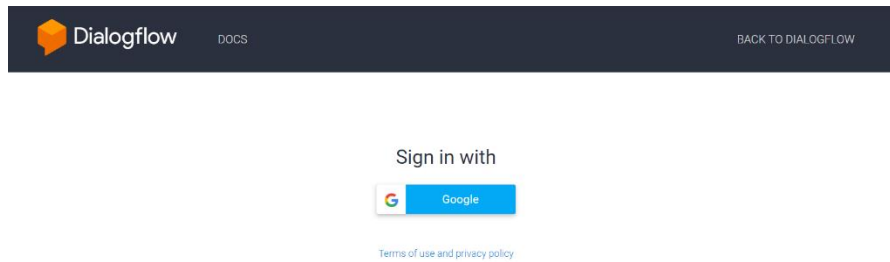 Dialogflow DOCS BACK TO DIALOGFLOW
Sign in with
G Google
Terms of use and privacy policy